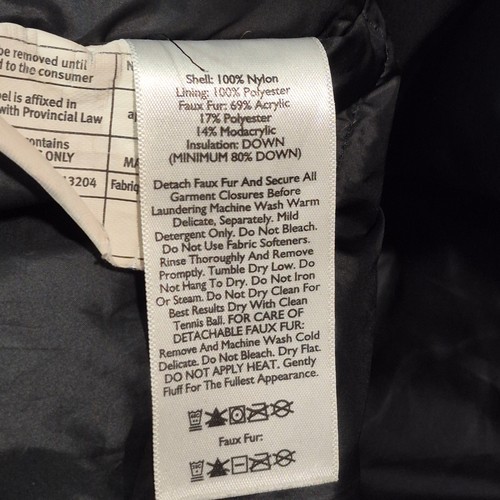 be removed until
d to the consumer
el is affixed in
with Provincial Law
ontains
ONLY
13204
Fabric
Shell: 100% Nylon
Lining: 100% Polyester
Faux Fur: 69% Acrylic
17% Polyester
14% Modacrylic
Insulation: DOWN
(MINIMUM 80% DOWN)
Detach Faux Fur And Secure All
Garment Closures Before
Laundering Machine Wash Warm
Delicate, Separately. Mild
Detergent Only. Do Not Bleach.
Do Not Use Fabric Softeners.
Rinse Thoroughly And Remove
Promptly. Tumble Dry Low. Do
Not Hang To Dry. Do Not Iron
Or Steam. Do Not Dry Clean For
Best Results Dry With Clean
Tennis Ball. FOR CARE OF
DETACHABLE FAUX FUR:
Remove And Machine Wash Cold
Delicate. Do Not Bleach. Dry Flat.
DO NOT APPLY HEAT. Gently
Fluff For The Fullest Appearance.
Faux Fur: